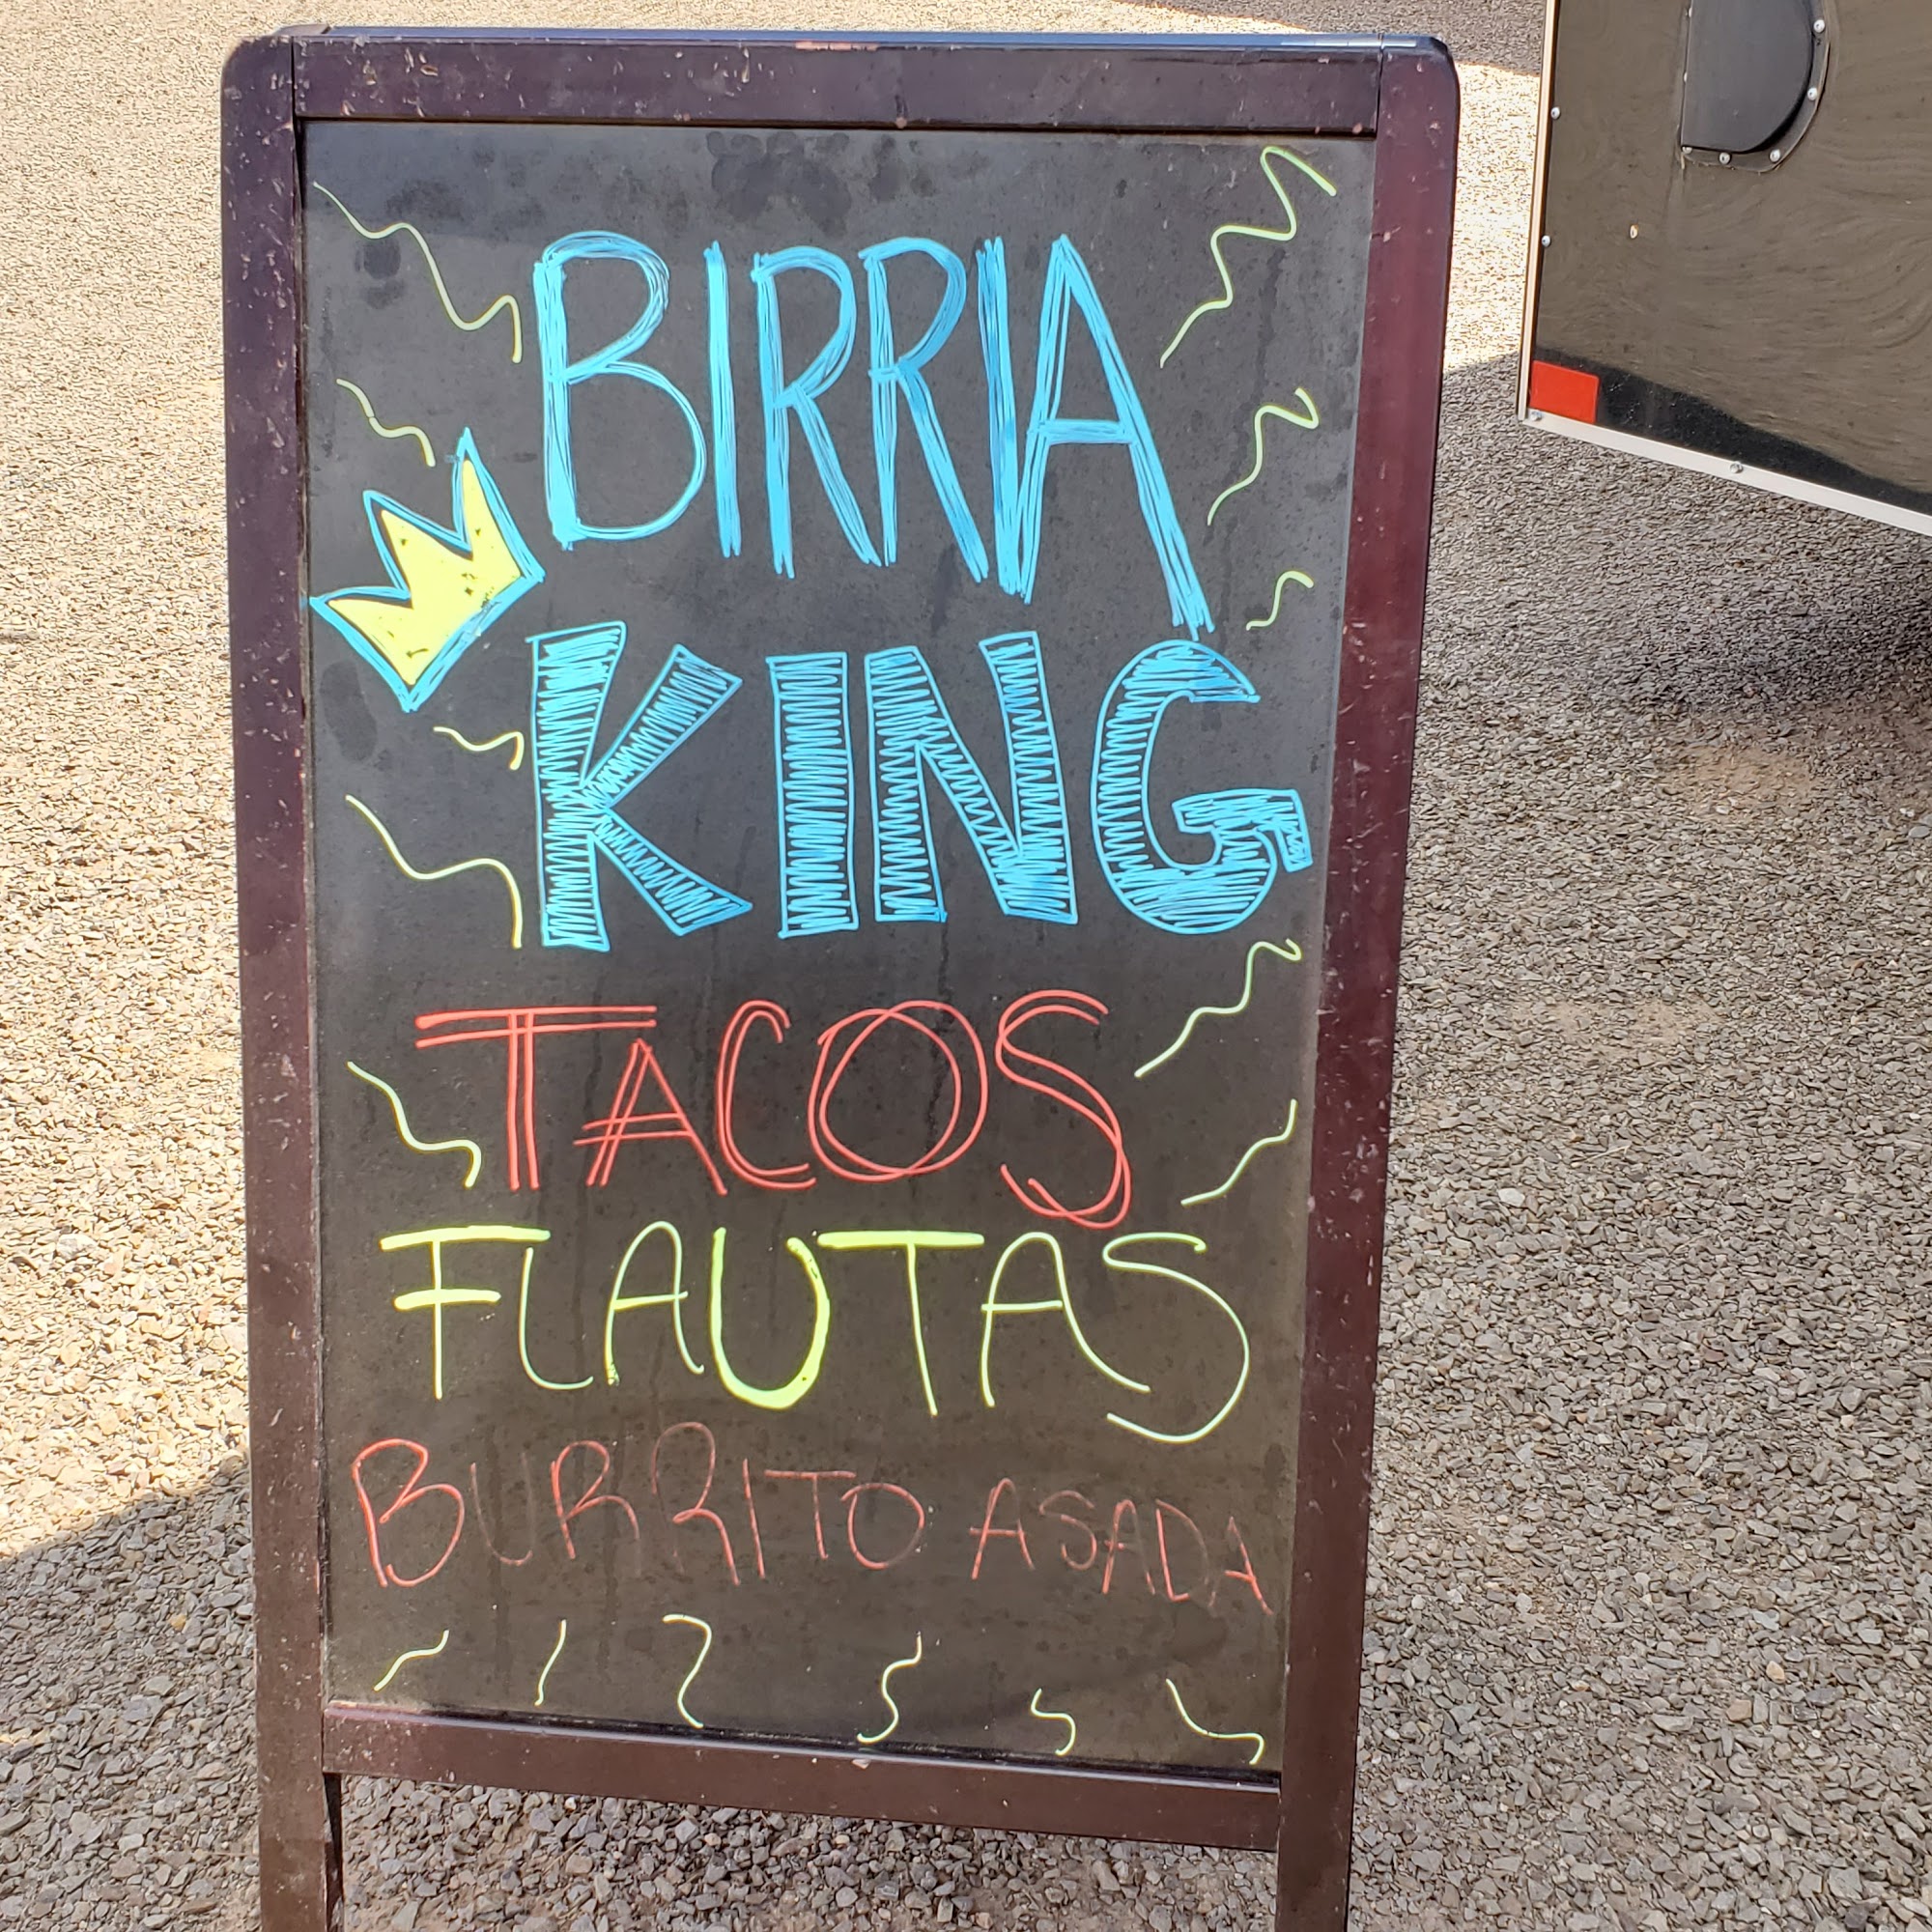 BIRRIA
KING
TACOS
FLAUTAS
BURRITO ASADA